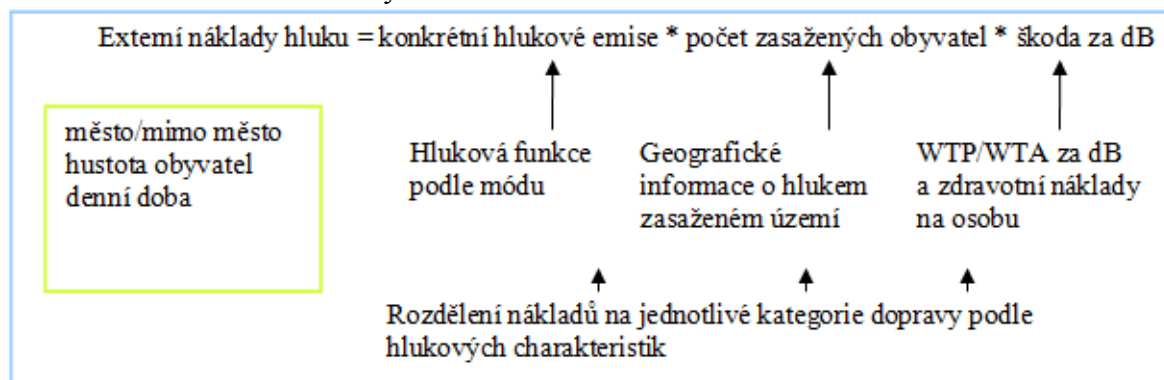 Externí náklady hluku = konkrétní hlukové emise * počet zasažených obyvatel * škoda za dB
město/mimo město
hustota obyvatel
denní doba
Hluková funkce
podle módu
Geografické
informace o hlukem
zasaženém území
WTP/WTA za dB
a zdravotní náklady
na osobu
Rozdělení nákladů na jednotlivé kategorie dopravy podle
hlukových charakteristik